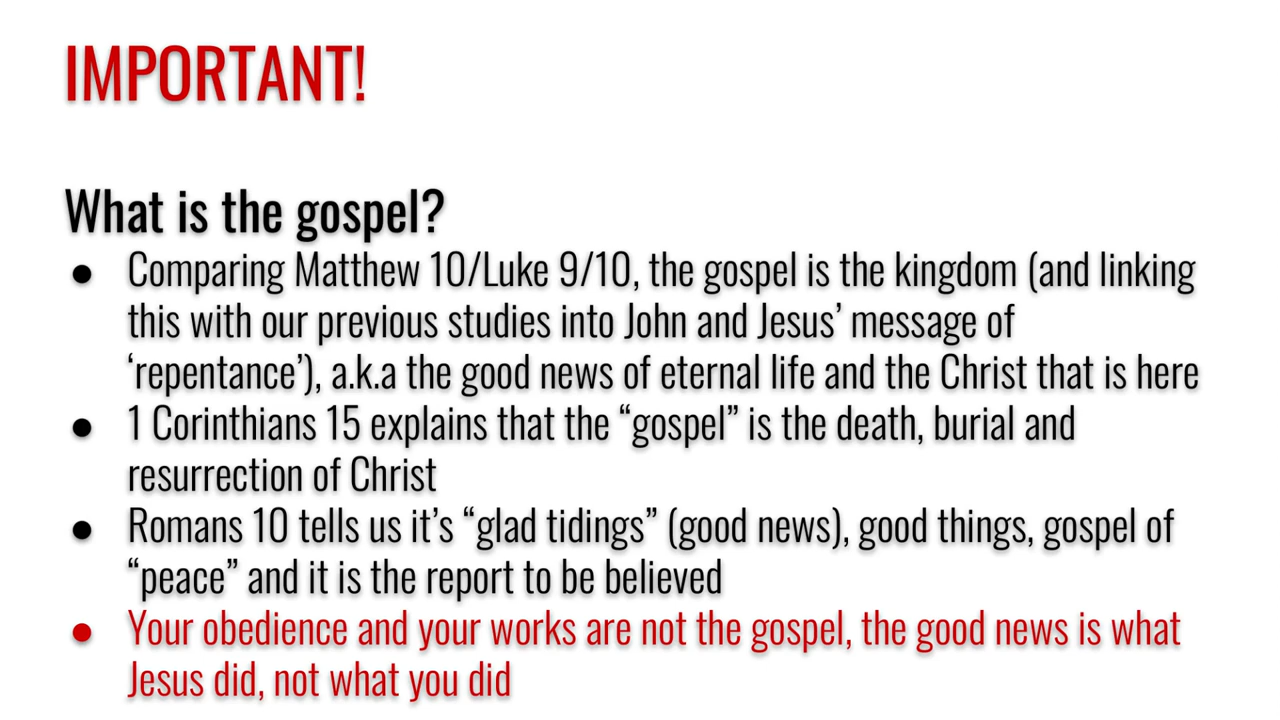 IMPORTANT!
What is the gospel?
● Comparing Matthew 10/Luke 9/10, the gospel is the kingdom (and linking
this with our previous studies into John and Jesus’ message of
‘repentance’), a.k.a the good news of eternal life and the Christ that is here
● 1 Corinthians 15 explains that the “gospel” is the death, burial and
resurrection of Christ
● Romans 10 tells us it’s “glad tidings” (good news), good things, gospel of
“peace” and it is the report to be believed
● Your obedience and your works are not the gospel, the good news is what
Jesus did, not what you did